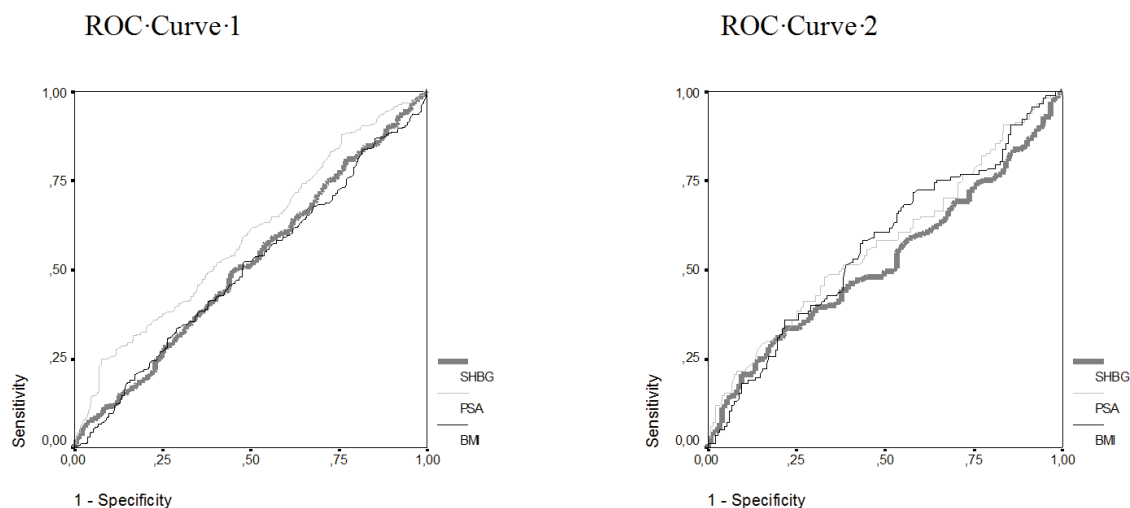 ROC·Curve·1
1,00
,75
,50
,25
0,00
Sensitivity
0,00 ,25 ,50 ,75 1,00
1 - Specificity
SHBG
PSA
BMI
ROC·Curve·2
1,00
,75
,50
,25
0,00
Sensitivity
0,00 ,25 ,50 ,75 1,00
1 - Specificity
SHBG
PSA
BMI